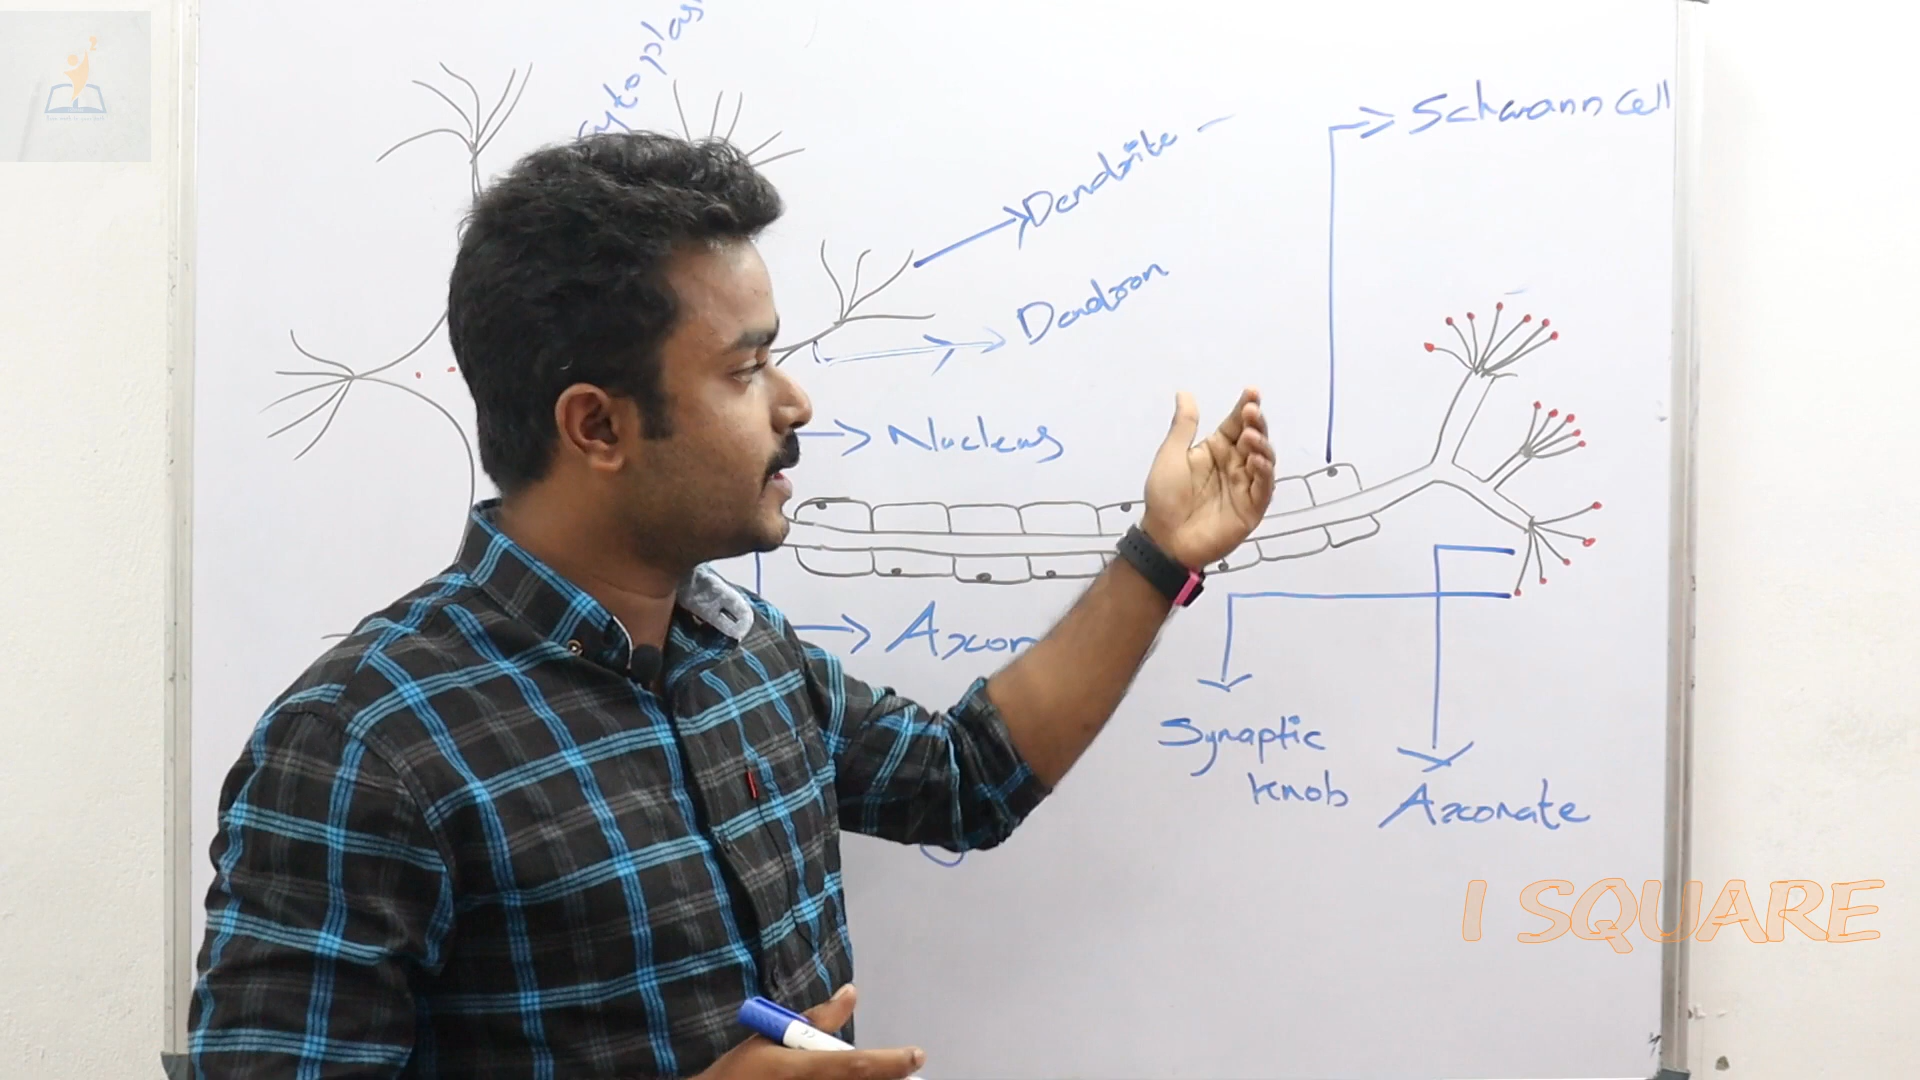 Schwann cell
Dendrite
Dendron
Nucleus
Synaptic
knob
Axonate
I SQUARE